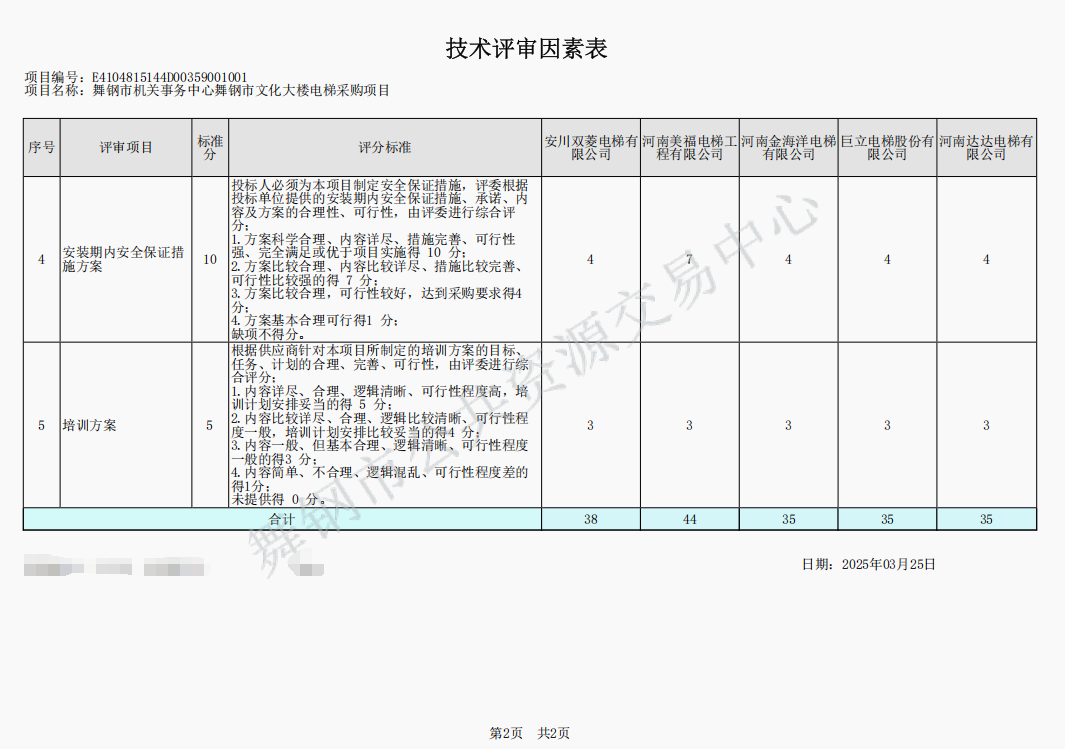 技术评审因素表
项目编号：E4104815144D00359001001
项目名称：舞钢市机关事务中心舞钢市文化大楼电梯采购项目
序号
评审项目
标准
分
评分标准
安川双菱电梯有
限公司
河南美福电梯工
程有限公司
河南金海洋电梯
有限公司
巨立电梯股份有
限公司
河南达达电梯有
限公司
4
安装期内安全保证措
施方案
10
投标人必须为本项目制定安全保证措施，评委根据
投标单位提供的安装期内安全保证措施、承诺、内
容及方案的合理性、可行性，由评委进行综合评
分；
1.方案科学合理、内容详尽、措施完善、可行性
强、完全满足或优于项目实施得 10 分；
2.方案比较合理、内容比较详尽、措施比较完善、
可行性比较强的得 7 分；
3.方案比较合理，可行性较好，达到采购要求得4
分；
4.方案基本合理可行得1 分；
缺项不得分。
4
7
4
4
4
5
培训方案
5
根据供应商针对本项目所制定的培训方案的目标、
任务、计划的合理、完善、可行性，由评委进行综
合评分；
1.内容详尽、合理、逻辑清晰、可行性程度高，培
训计划安排妥当的得 5 分；
2.内容比较详尽、合理、逻辑比较清晰、可行性程
度一般，培训计划安排比较妥当的得4 分；
3.内容一般、但基本合理、逻辑清晰、可行性程度
一般的得3 分；
4.内容简单、不合理、逻辑混乱、可行性程度差的
得1分；
未提供得 0 分。
3
3
3
3
3
合计
38
44
35
35
35
舞钢市公共资源交易中心
日期：2025年03月25日
第2页 共2页